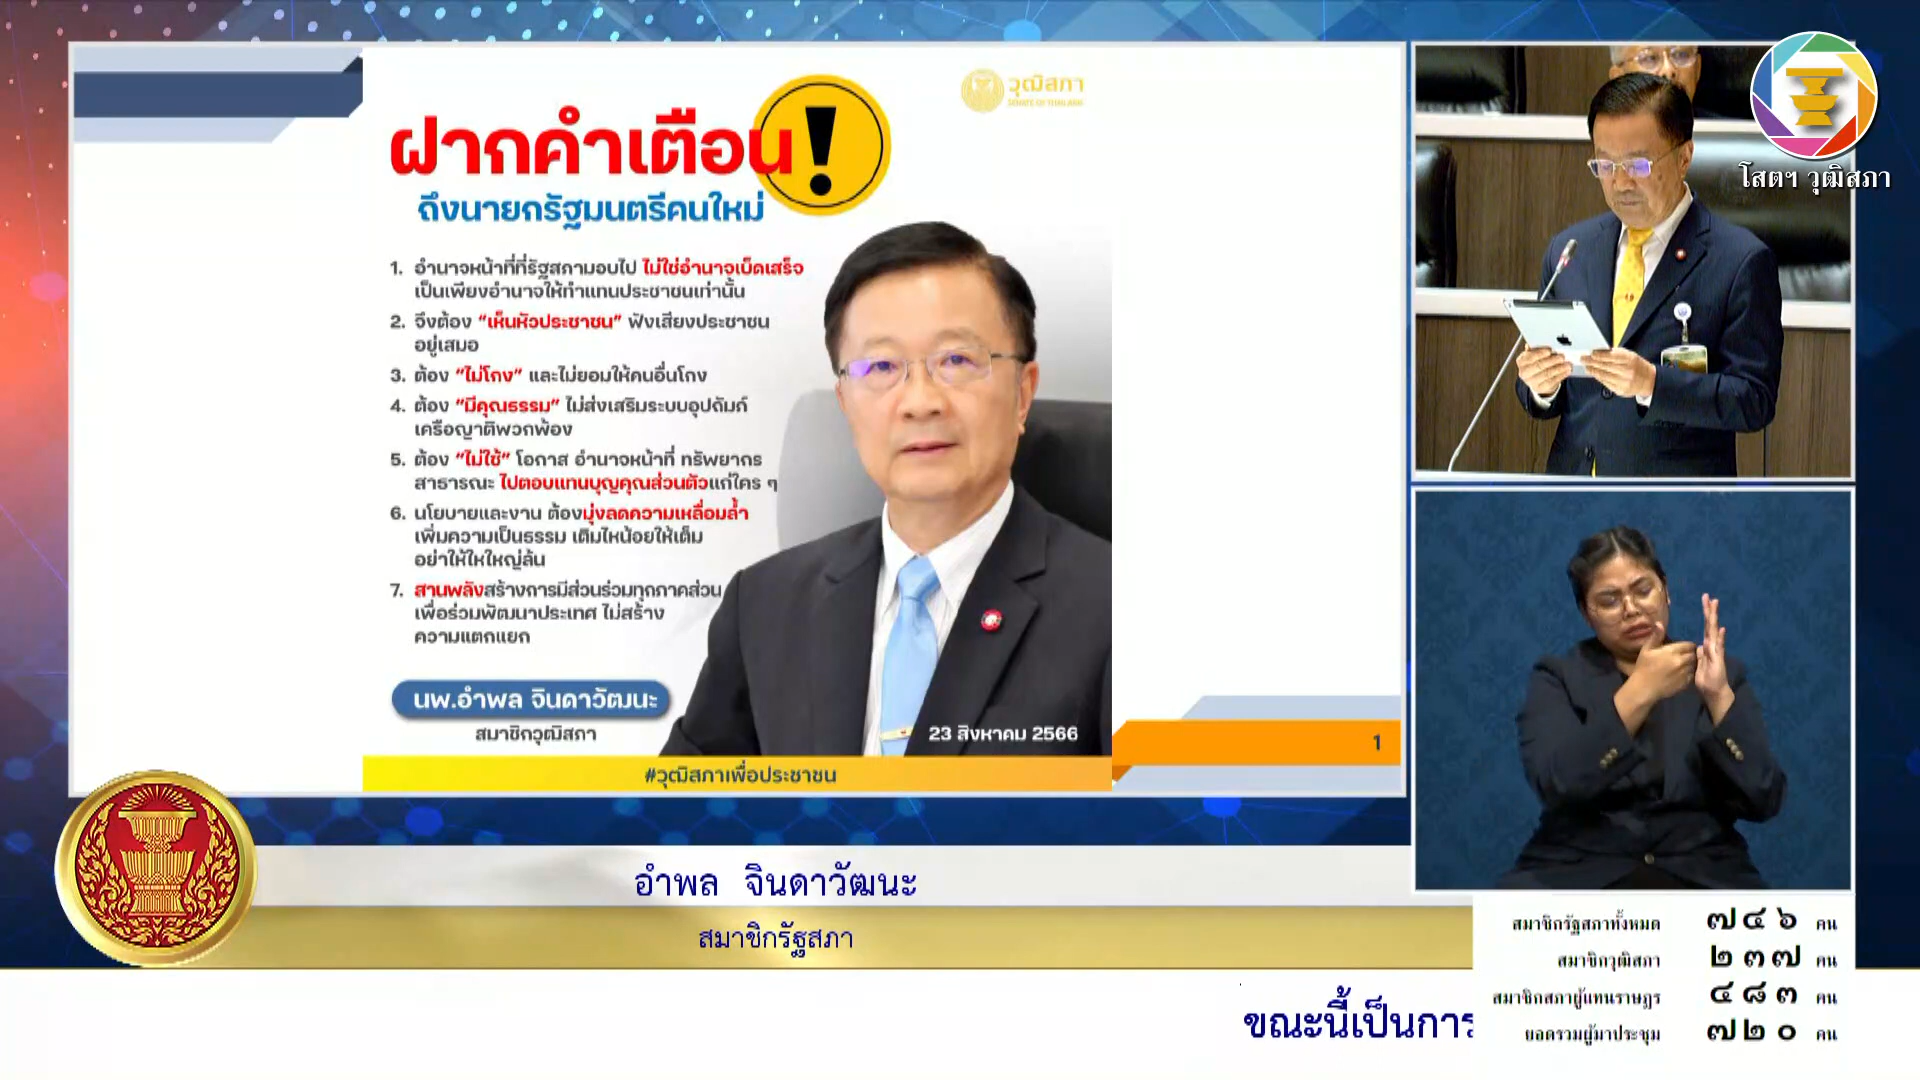 วุฒิสภา
SENATE OF THAILAND
ฝากคำเตือน!
ถึงนายกรัฐมนตรีคนใหม่
1. อำนาจหน้าที่ที่รัฐสภามอบไป ไม่ใช่อำนาจเบ็ดเสร็จ
เป็นเพียงอำนาจให้ทำแทนประชาชนเท่านั้น
2. จึงต้อง “เห็นหัวประชาชน” ฟังเสียงประชาชน
อยู่เสมอ
3. ต้อง “ไม่โกง” และไม่ยอมให้คนอื่นโกง
4. ต้อง “มีคุณธรรม” ไม่ส่งเสริมระบบอุปถัมภ์
เครือญาติพวกพ้อง
5. ต้อง “ไม่ใช้” โอกาส อำนาจหน้าที่ ทรัพยากร
สาธารณะ ไปตอบแทนบุญคุณส่วนตัวแก่ใคร ๆ
6. นโยบายและงาน ต้องมุ่งลดความเหลื่อมล้ำ
เพิ่มความเป็นธรรม เติมไหน้อยให้เต็ม
อย่าให้ไหใหญ่ล้น
7. สานพลังสร้างการมีส่วนร่วมทุกภาคส่วน
เพื่อร่วมพัฒนาประเทศ ไม่สร้าง
ความแตกแยก
นพ.อำพล จินดาวัฒนะ
สมาชิกวุฒิสภา
23 สิงหาคม 2566
#วุฒิสภาเพื่อประชาชน
1
โสตฯ วุฒิสภา
อำพล จินดาวัฒนะ
สมาชิกรัฐสภา
สมาชิกรัฐสภาทั้งหมด ๗๔๖ คน
สมาชิกวุฒิสภา ๒๓๗ คน
สมาชิกสภาผู้แทนราษฎร ๔๘๓ คน
ยอดรวมผู้มาประชุม ๗๒๐ คน
ขณะนี้เป็นการ